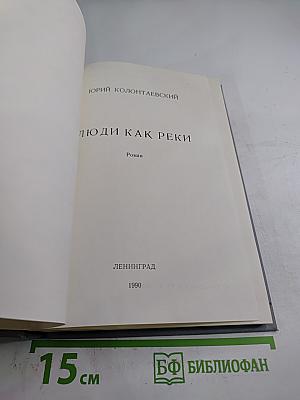 ЮРИЙ КОЛОНТАЕВСКИЙ
ЛЮДИ КАК РЕКИ
Роман
ЛЕНИНГРАД
1990
15 см
БФ БИБЛИОФАН